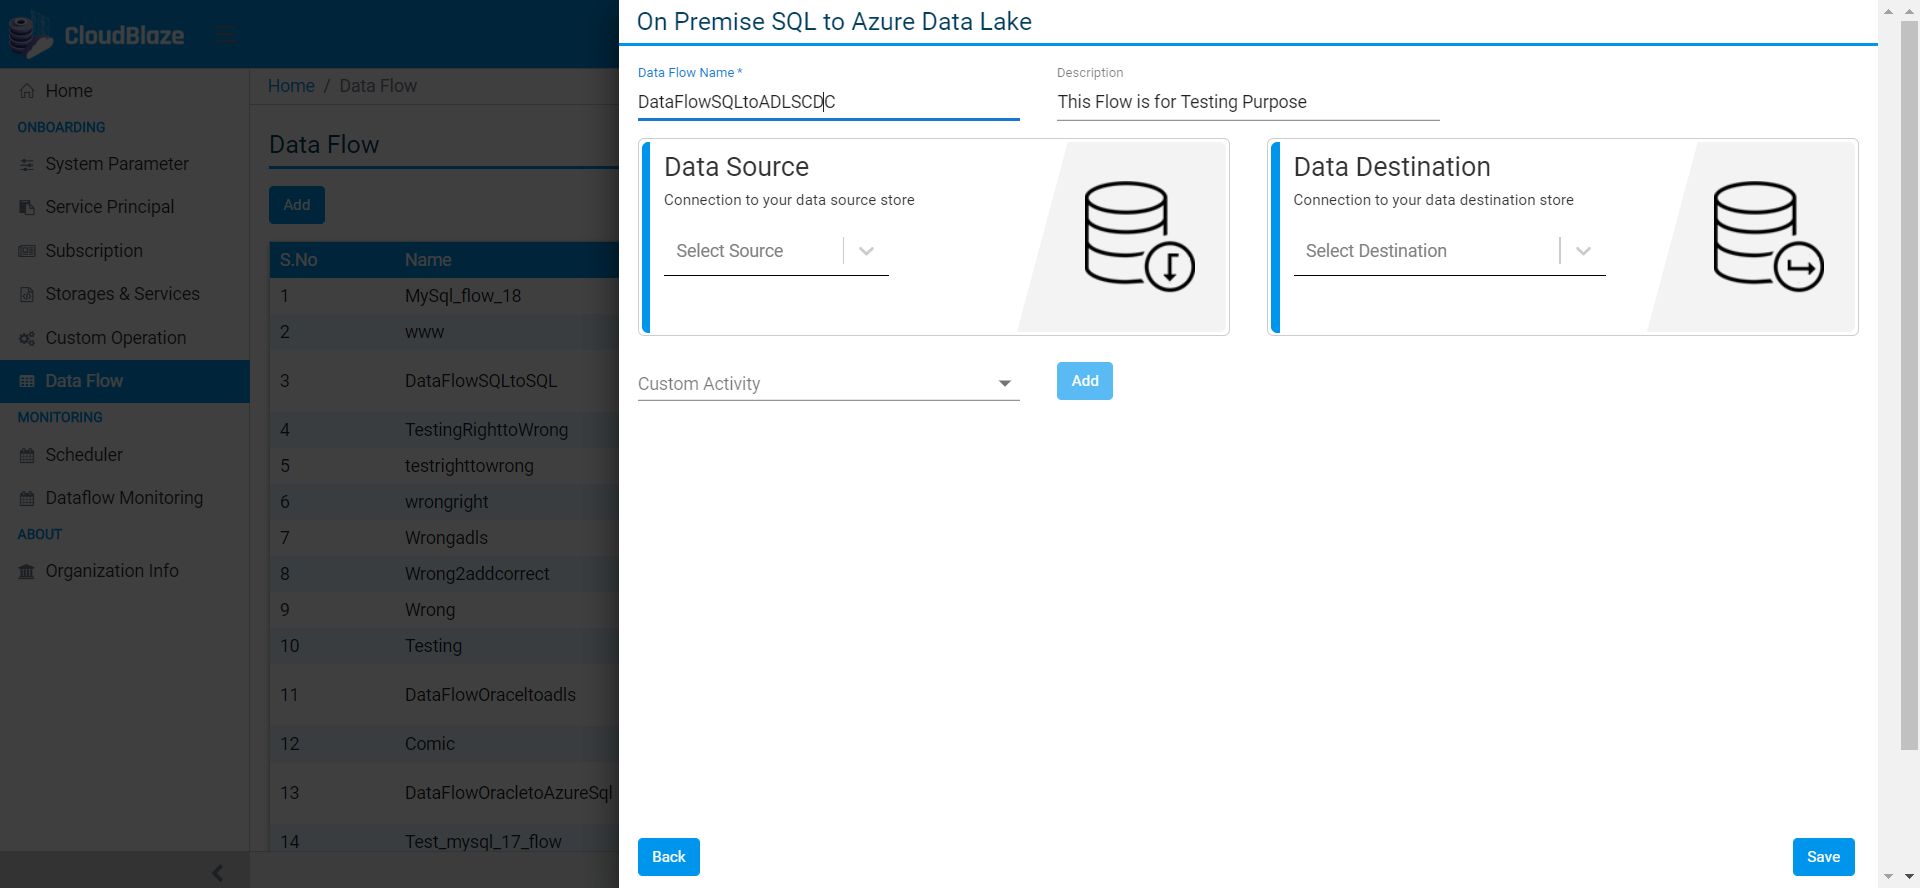 CloudBlaze
Home
ONBOARDING
System Parameter
Service Principal
Subscription
Storages & Services
Custom Operation
Data Flow
MONITORING
Scheduler
Dataflow Monitoring
ABOUT
Organization Info
Home / Data Flow
Data Flow
Add
S.No Name
1 MySql_flow_18
2 www
3 DataFlowSQLtoSQL
4 TestingRighttoWrong
5 testrighttowrong
6 wrongright
7 Wrongadls
8 Wrong2addcorrect
9 Wrong
10 Testing
11 DataFlowOraceltoadls
12 Comic
13 DataFlowOracletoAzureSql
14 Test_mysql_17_flow
On Premise SQL to Azure Data Lake
Data Flow Name *
DataFlowSQLtoADLSCDC
Description
This Flow is for Testing Purpose
Data Source
Connection to your data source store
Select Source
Data Destination
Connection to your data destination store
Select Destination
Custom Activity
Add
Back
Save